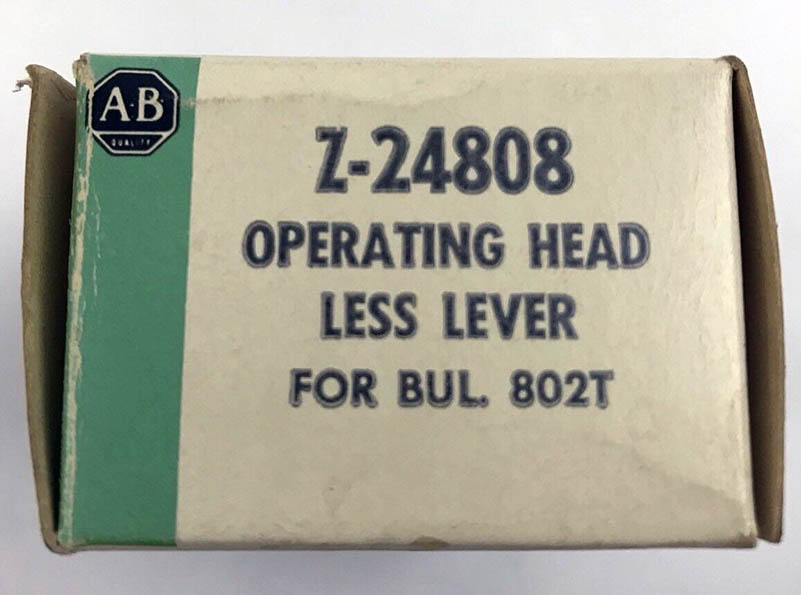 A-B
QUALITY
Z-24808
OPERATING HEAD
LESS LEVER
FOR BUL. 802T